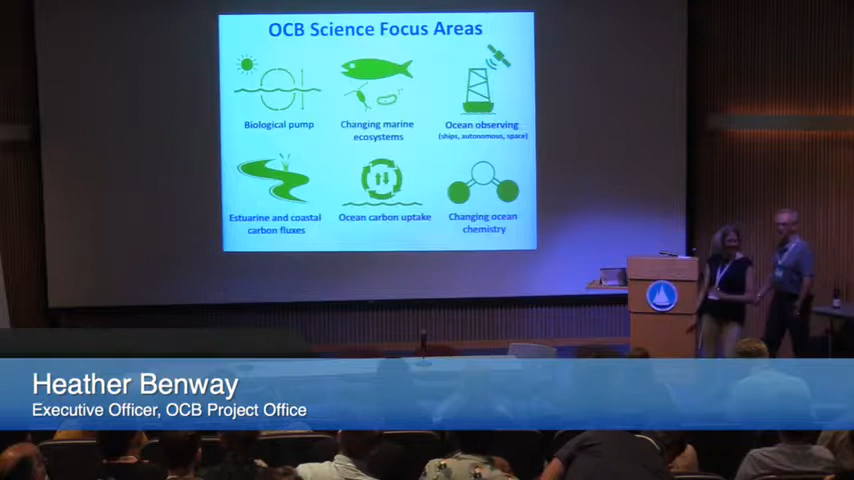 OCB Science Focus Areas
Biological pump
Changing marine
ecosystems
Ocean observing
(ships, autonomous, space)
Estuarine and coastal
carbon fluxes
Ocean carbon uptake
Changing ocean
chemistry
Heather Benway
Executive Officer, OCB Project Office